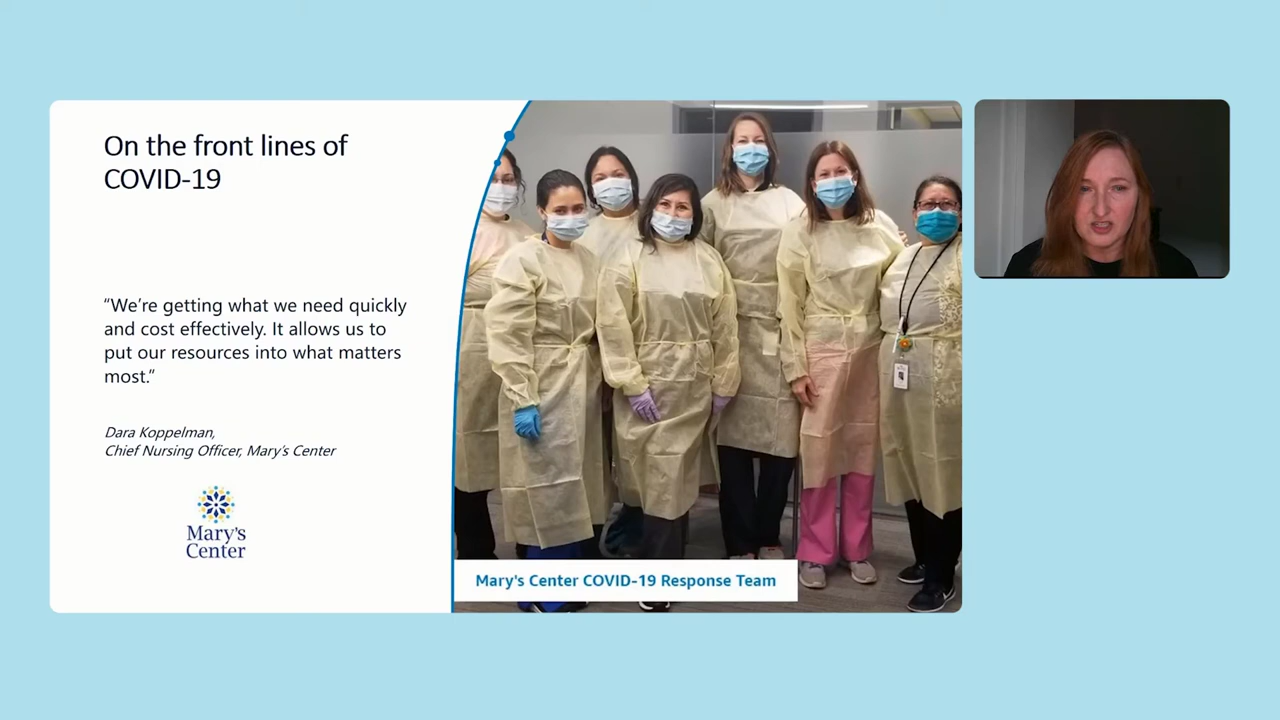 On the front lines of
COVID-19
“We’re getting what we need quickly
and cost effectively. It allows us to
put our resources into what matters
most.”
Dara Koppelman,
Chief Nursing Officer, Mary’s Center
Mary’s
Center
Mary's Center COVID-19 Response Team